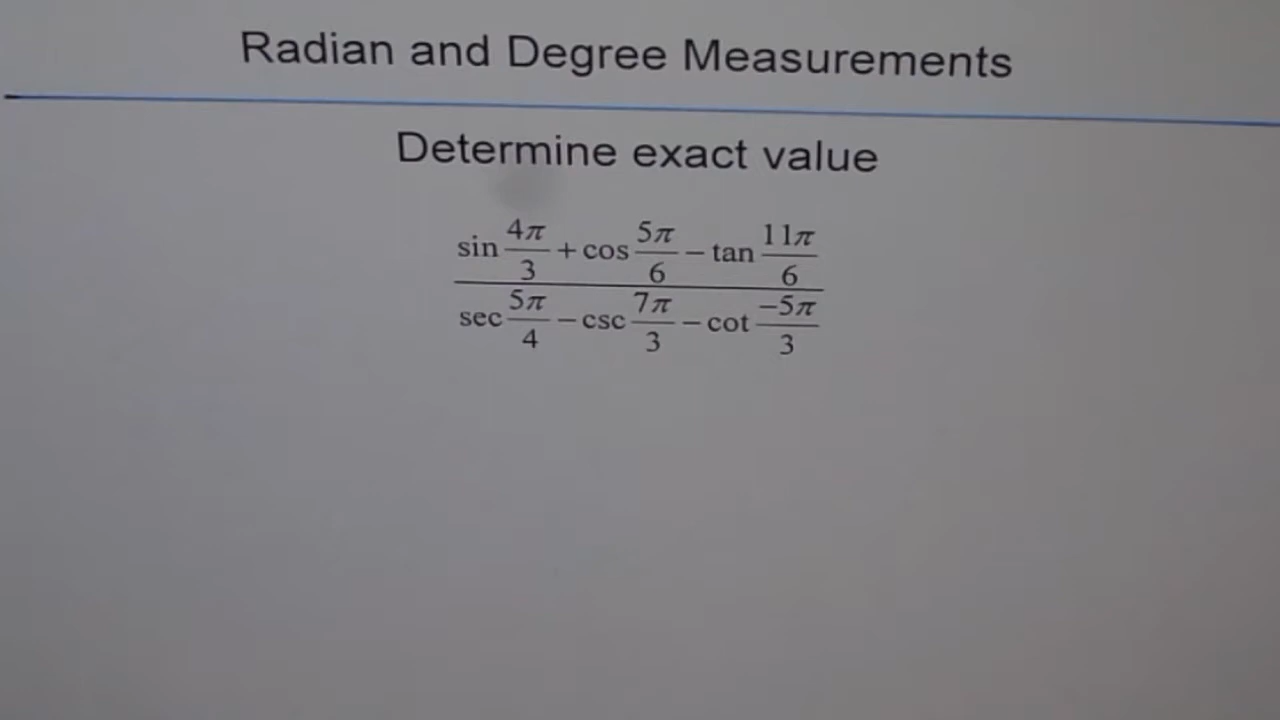 Radian and Degree Measurements
Determine exact value
sin 4π/3 + cos 5π/6 − tan 11π/6
sec 5π/4 − csc 7π/3 − cot −5π/3